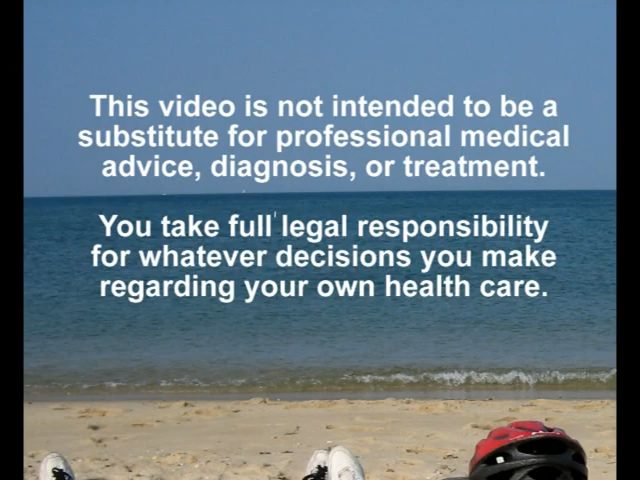 This video is not intended to be a
substitute for professional medical
advice, diagnosis, or treatment.
You take full legal responsibility
for whatever decisions you make
regarding your own health care.